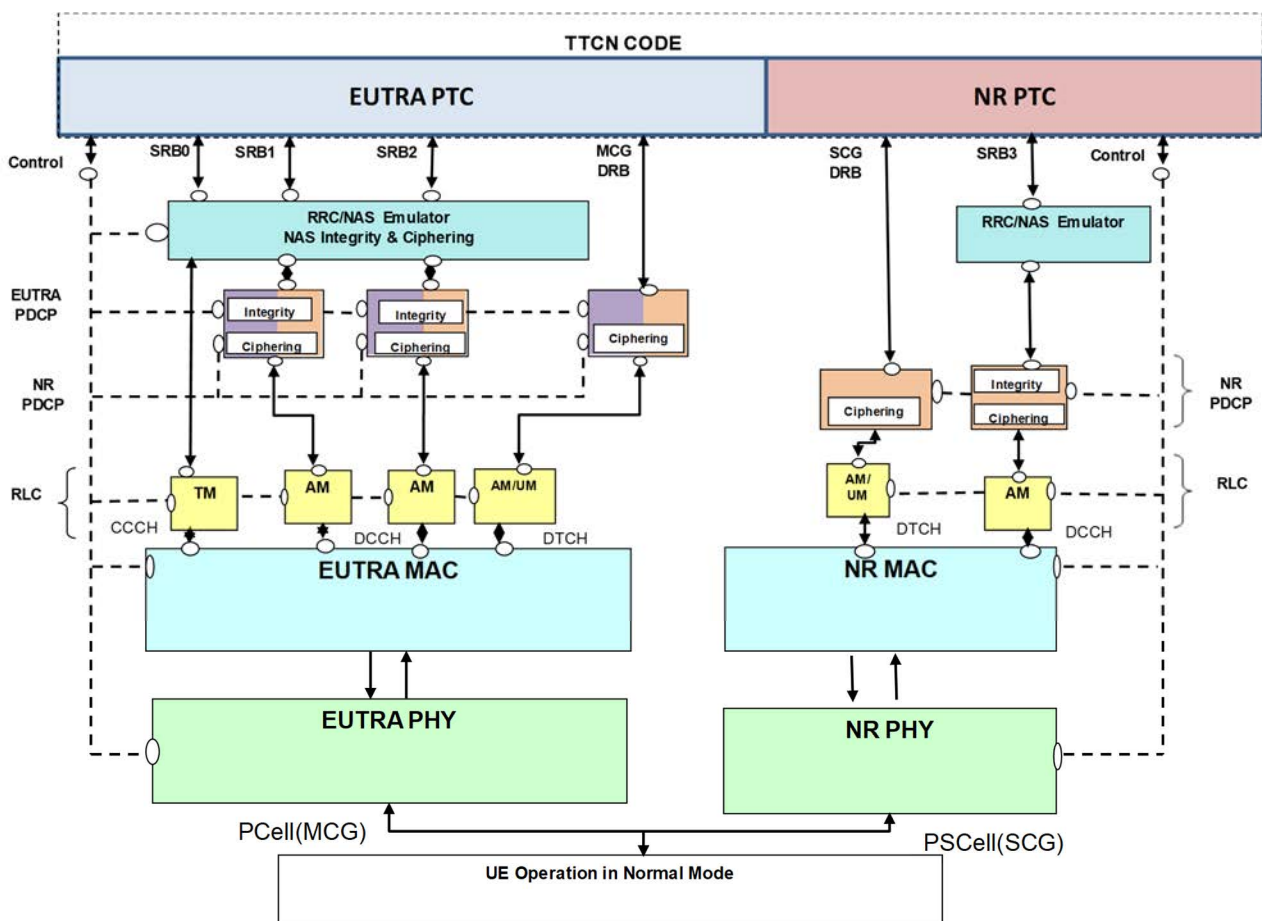 TTCN CODE
EUTRA PTC
NR PTC
Control
SRB0
SRB1
SRB2
MCG
DRB
SCG
DRB
SRB3
Control
RRC/NAS Emulator
NAS Integrity & Ciphering
RRC/NAS Emulator
EUTRA
PDCP
Integrity
Ciphering
Integrity
Ciphering
Ciphering
NR
PDCP
Ciphering
Integrity
Ciphering
NR
PDCP
RLC
TM
AM
AM
AM/UM
AM/
UM
AM
RLC
CCCH
DCCH
DTCH
DTCH
DCCH
EUTRA MAC
NR MAC
EUTRA PHY
NR PHY
PCell(MCG)
PSCell(SCG)
UE Operation in Normal Mode